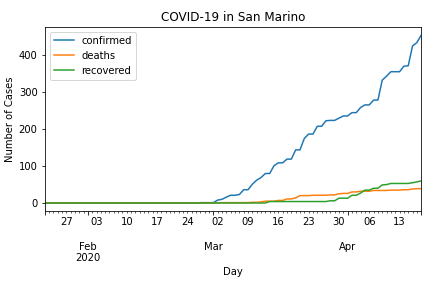 COVID-19 in San Marino
confirmed
deaths
recovered
Number of Cases
400
300
200
100
0
27 03 10 17 24 02 09 16 23 30 06 13
Feb Mar Apr
2020
Day